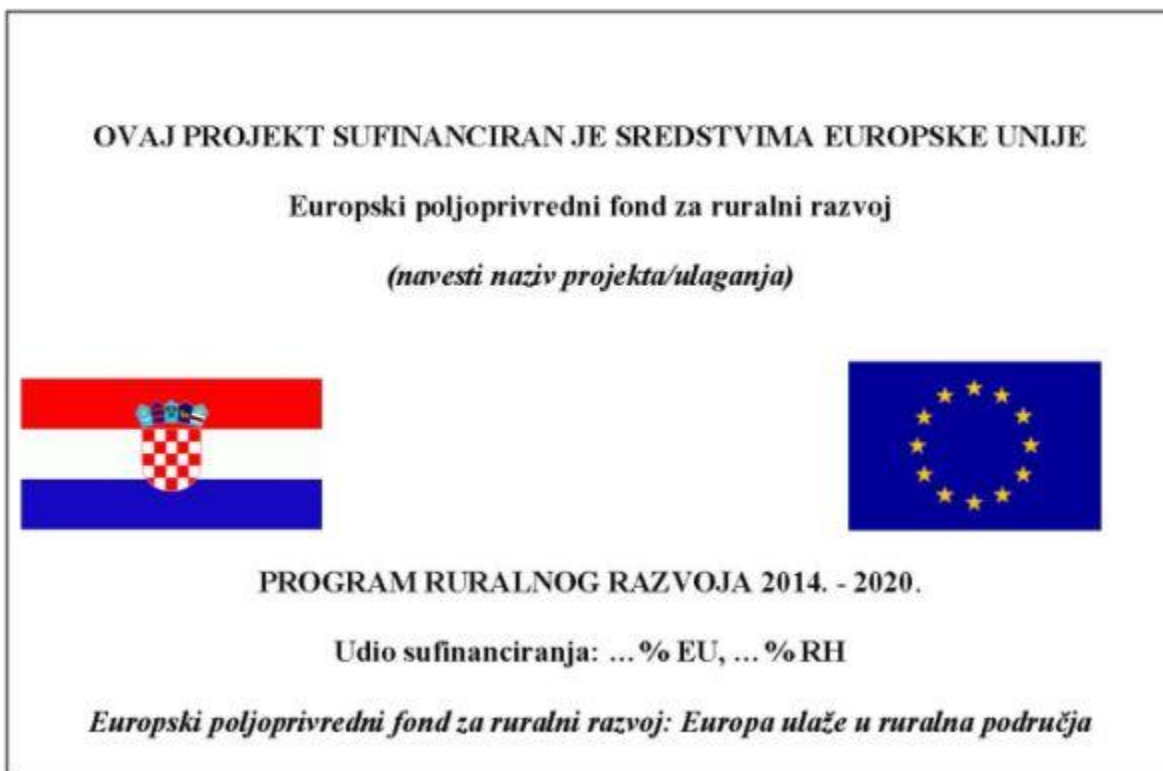 OVAJ PROJEKT SUFINANCIRAN JE SREDSTVIMA EUROPSKE UNIJE
Europski poljoprivredni fond za ruralni razvoj
(navesti naziv projekta/ulaganja)
PROGRAM RURALNOG RAZVOJA 2014. - 2020.
Udio sufinanciranja: ...% EU, ...% RH
Europski poljoprivredni fond za ruralni razvoj: Europa ulaže u ruralna područja